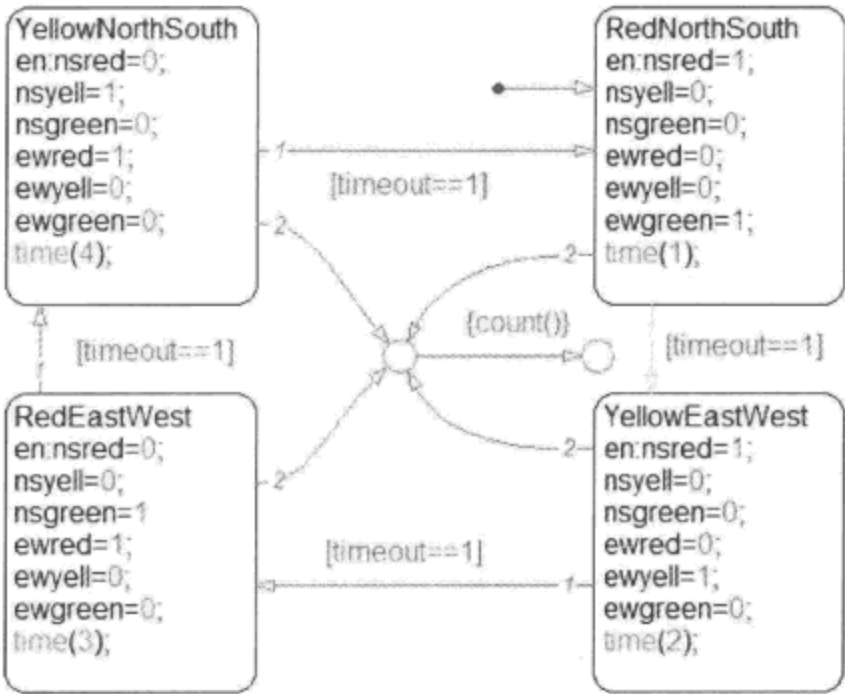 YellowNorthSouth
en:nsred=0;
nsyell=1;
nsgreen=0;
ewred=1;
ewyell=0;
ewgreen=0;
time(4);
1
[timeout==1]
2
RedNorthSouth
en:nsred=1;
nsyell=0;
nsgreen=0;
ewred=0;
ewyell=0;
ewgreen=1;
time(1);
2
{count()}
[timeout==1]
1
[timeout==1]
RedEastWest
en:nsred=0;
nsyell=0;
nsgreen=1
ewred=1;
ewyell=0;
ewgreen=0;
time(3);
2
[timeout==1]
YellowEastWest
en:nsred=1;
nsyell=0;
nsgreen=0;
ewred=0;
ewyell=1;
ewgreen=0;
time(2);
2
1